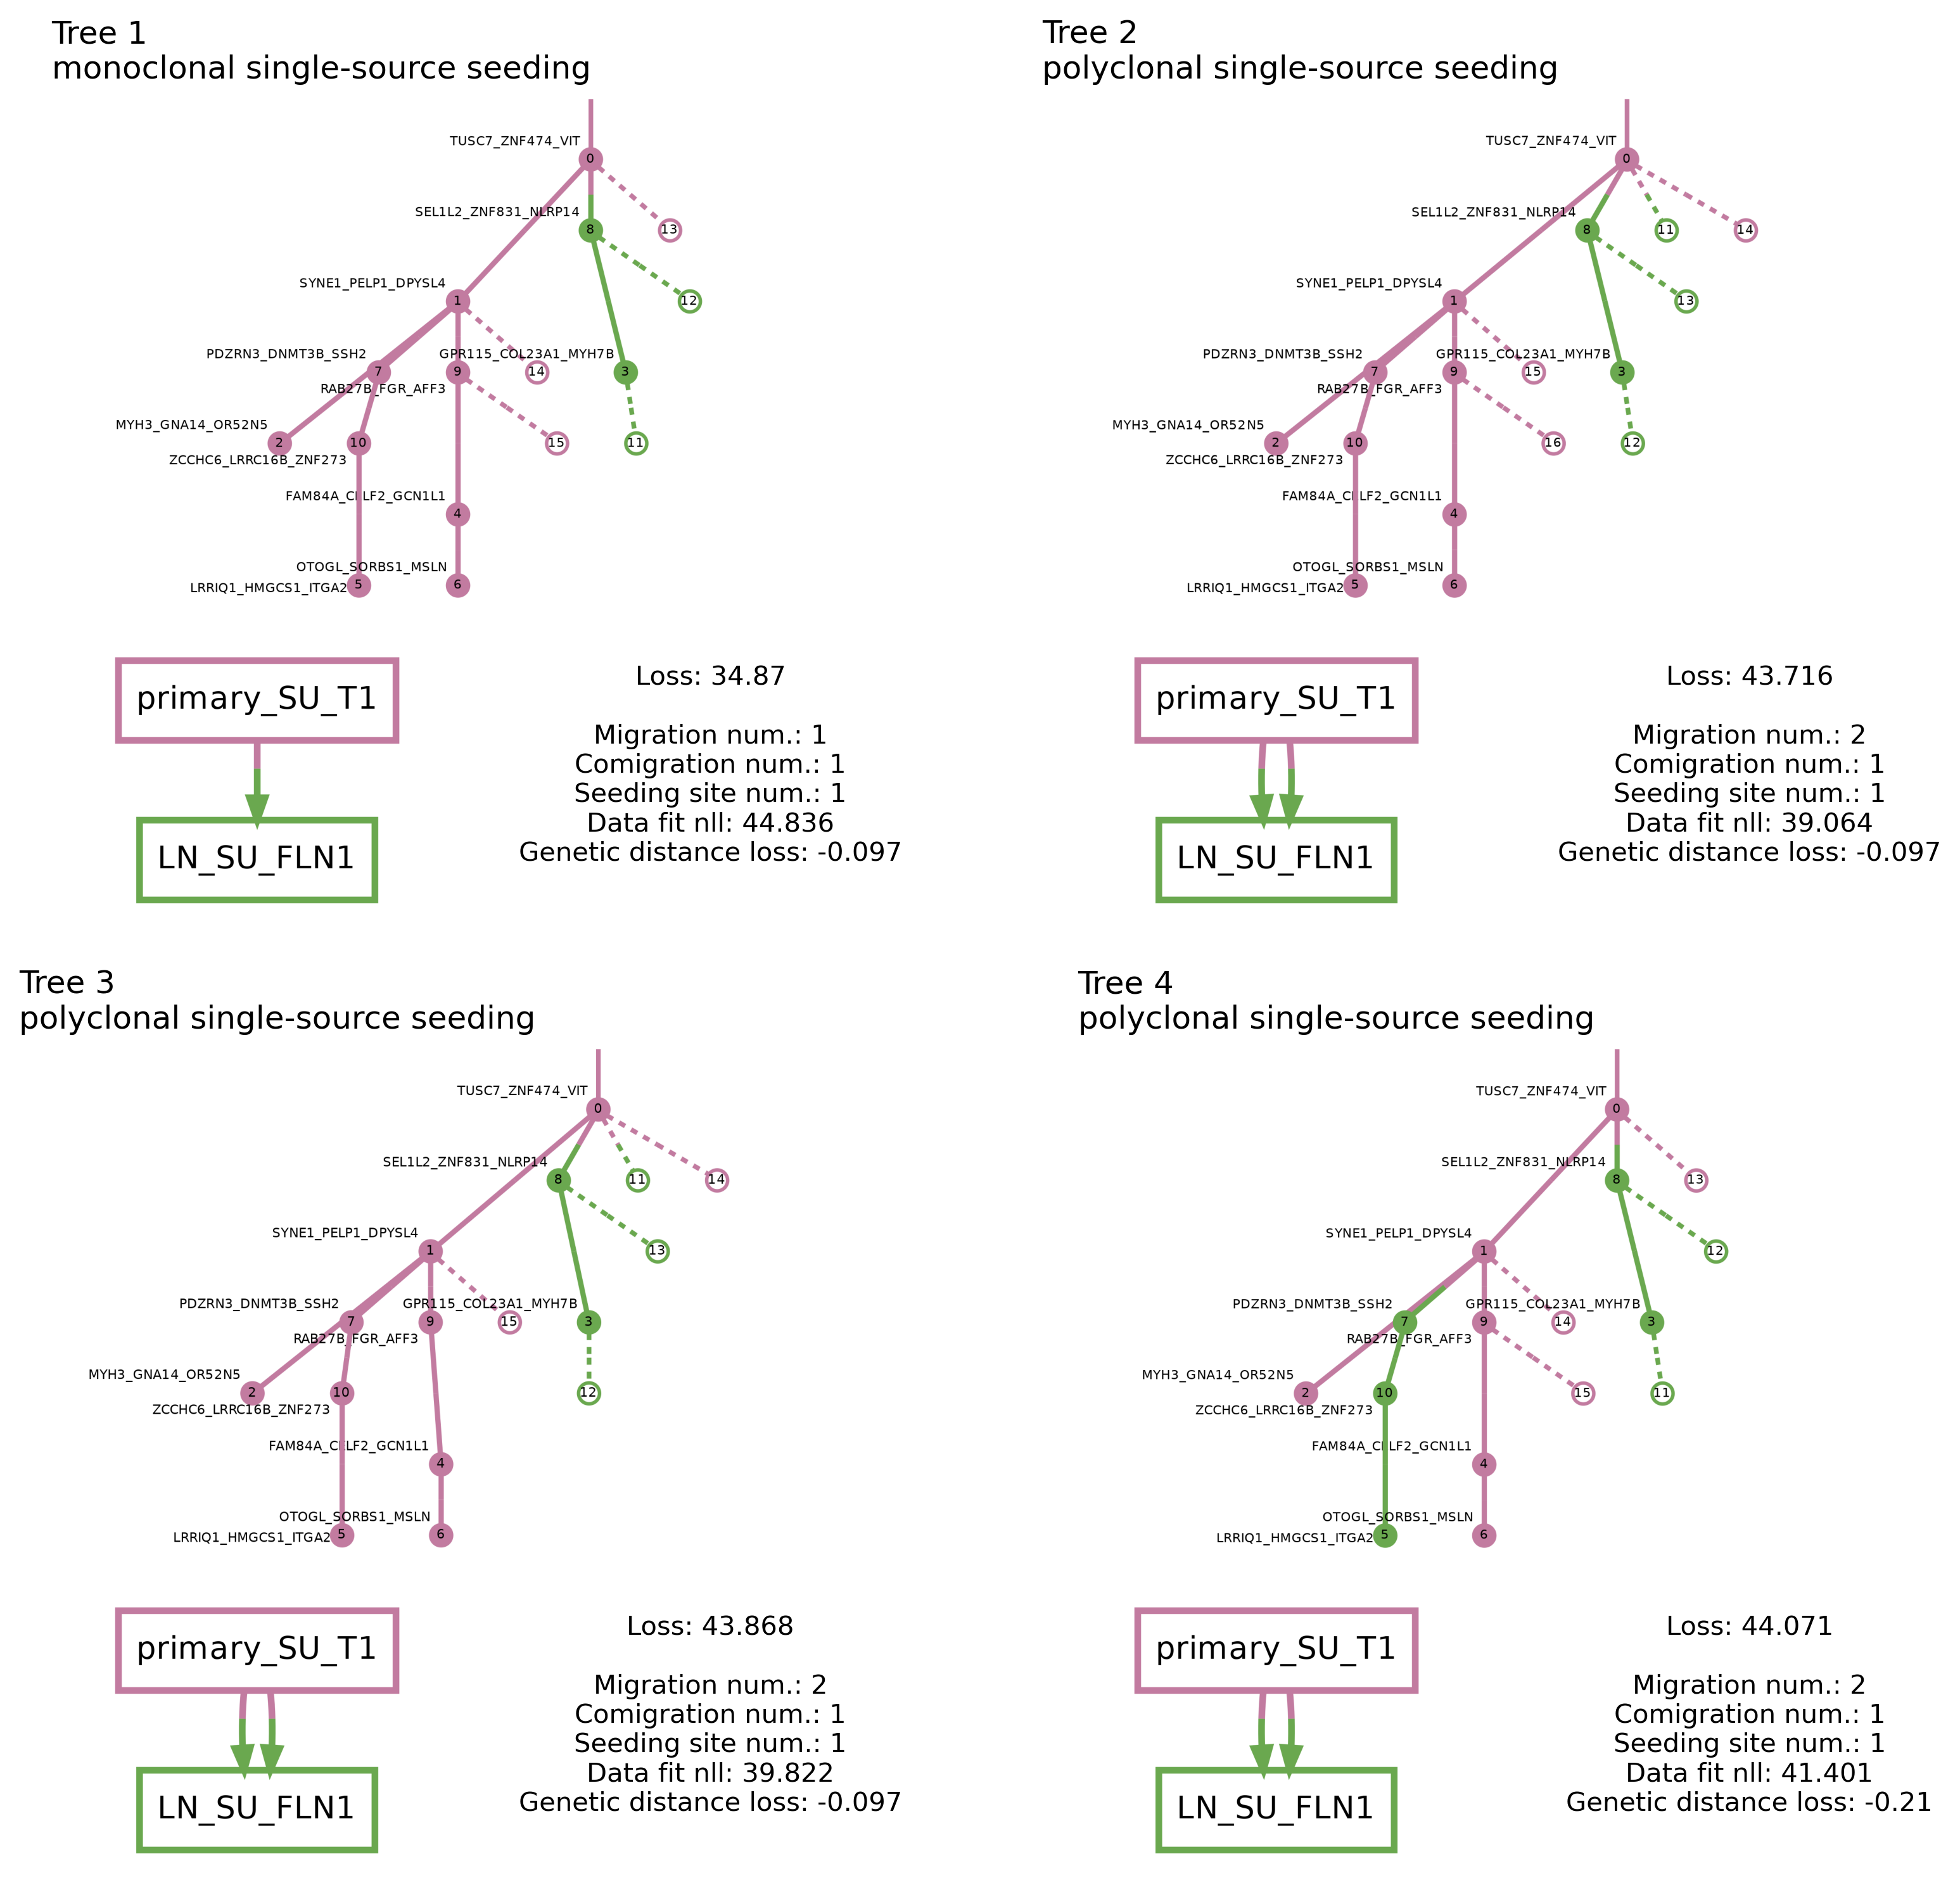 Tree 1
monoclonal single-source seeding
TUSC7_ZNF474_VIT
0
SEL1L2_ZNF831_NLRP14
8
13
SYNE1_PELP1_DPYSL4
1
12
PDZRN3_DNMT3B_SSH2
GPR115_COL23A1_MYH7B
7
9
14
3
RAB27B_FGR_AFF3
MYH3_GNA14_OR52N5
2
10
15
11
ZCCHC6_LRRC16B_ZNF273
FAM84A_CELF2_GCN1L1
4
OTOGL_SORBS1_MSLN
LRRIQ1_HMGCS1_ITGA2
5
6
primary_SU_T1
LN_SU_FLN1
Loss: 34.87
Migration num.: 1
Comigration num.: 1
Seeding site num.: 1
Data fit nll: 44.836
Genetic distance loss: -0.097
Tree 2
polyclonal single-source seeding
TUSC7_ZNF474_VIT
0
SEL1L2_ZNF831_NLRP14
8
11
14
SYNE1_PELP1_DPYSL4
1
13
PDZRN3_DNMT3B_SSH2
GPR115_COL23A1_MYH7B
7
9
15
3
RAB27B_FGR_AFF3
MYH3_GNA14_OR52N5
2
10
16
12
ZCCHC6_LRRC16B_ZNF273
FAM84A_CELF2_GCN1L1
4
OTOGL_SORBS1_MSLN
LRRIQ1_HMGCS1_ITGA2
5
6
primary_SU_T1
LN_SU_FLN1
Loss: 43.716
Migration num.: 2
Comigration num.: 1
Seeding site num.: 1
Data fit nll: 39.064
Genetic distance loss: -0.097
Tree 3
polyclonal single-source seeding
TUSC7_ZNF474_VIT
0
SEL1L2_ZNF831_NLRP14
8
11
14
SYNE1_PELP1_DPYSL4
1
13
PDZRN3_DNMT3B_SSH2
GPR115_COL23A1_MYH7B
7
9
15
3
RAB27B_FGR_AFF3
MYH3_GNA14_OR52N5
2
10
12
ZCCHC6_LRRC16B_ZNF273
FAM84A_CELF2_GCN1L1
4
OTOGL_SORBS1_MSLN
LRRIQ1_HMGCS1_ITGA2
5
6
primary_SU_T1
LN_SU_FLN1
Loss: 43.868
Migration num.: 2
Comigration num.: 1
Seeding site num.: 1
Data fit nll: 39.822
Genetic distance loss: -0.097
Tree 4
polyclonal single-source seeding
TUSC7_ZNF474_VIT
0
SEL1L2_ZNF831_NLRP14
8
13
SYNE1_PELP1_DPYSL4
1
12
PDZRN3_DNMT3B_SSH2
GPR115_COL23A1_MYH7B
7
9
14
3
RAB27B_FGR_AFF3
MYH3_GNA14_OR52N5
2
10
15
11
ZCCHC6_LRRC16B_ZNF273
FAM84A_CELF2_GCN1L1
4
OTOGL_SORBS1_MSLN
LRRIQ1_HMGCS1_ITGA2
5
6
primary_SU_T1
LN_SU_FLN1
Loss: 44.071
Migration num.: 2
Comigration num.: 1
Seeding site num.: 1
Data fit nll: 41.401
Genetic distance loss: -0.21